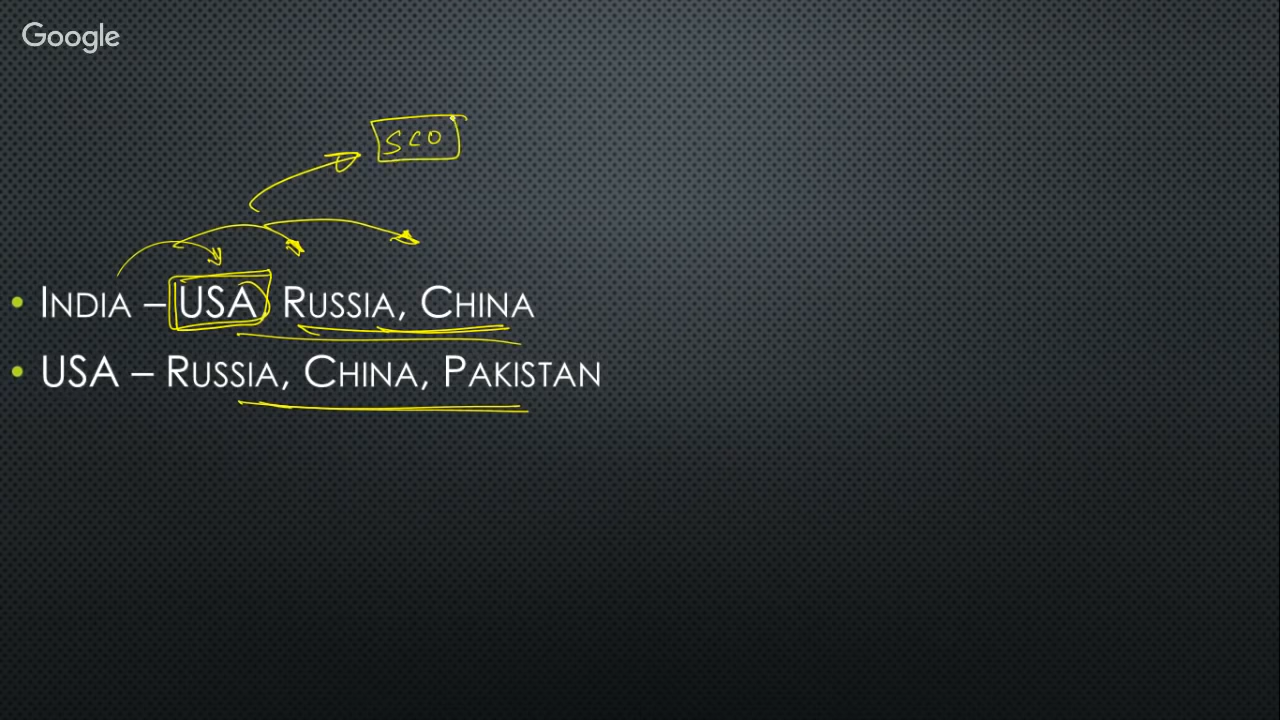 Google
SCO
India – USA Russia, China
USA – Russia, China, Pakistan